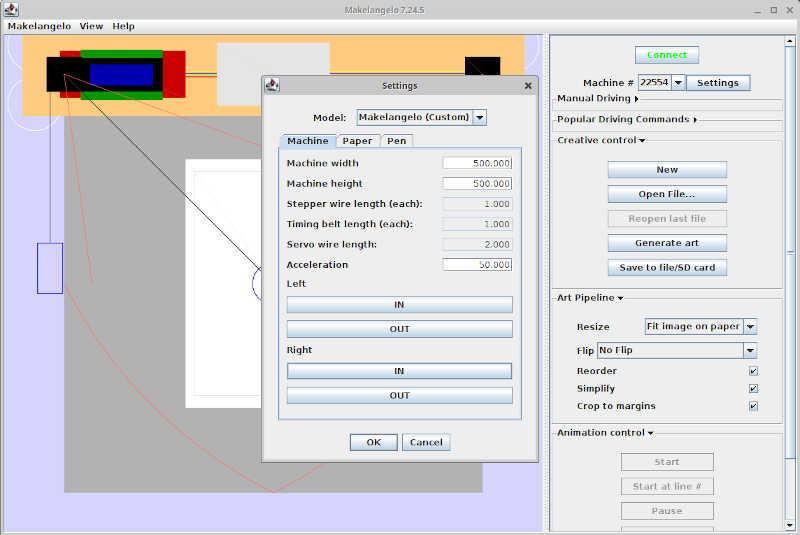 Makelangelo 7.24.5
Makelangelo View Help
Settings
Model: Makelangelo (Custom)
Machine Paper Pen
Machine width 500.000
Machine height 500.000
Stepper wire length (each): 1.000
Timing belt length (each): 1.000
Servo wire length: 2.000
Acceleration 50.000
Left
IN
OUT
Right
IN
OUT
OK Cancel
Connect
Machine # 22554 Settings
Manual Driving
Popular Driving Commands
Creative control
New
Open File...
Reopen last file
Generate art
Save to file/SD card
Art Pipeline
Resize Fit image on paper
Flip No Flip
Reorder
Simplify
Crop to margins
Animation control
Start
Start at line #
Pause